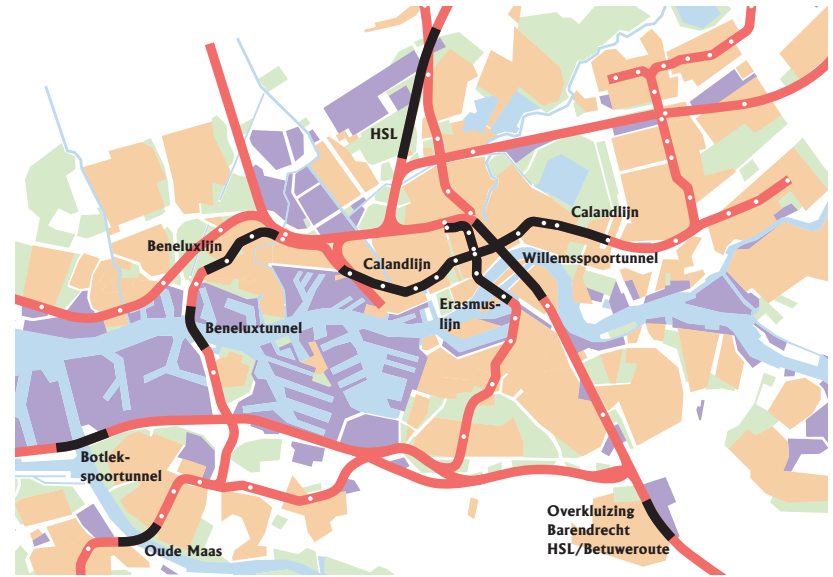 HSL
Calandlijn
Beneluxlijn
Calandlijn
Willemsspoortunnel
Erasmus-
lijn
Beneluxtunnel
Botlek-
spoortunnel
Overkluizing
Barendrecht
HSL/Betuweroute
Oude Maas